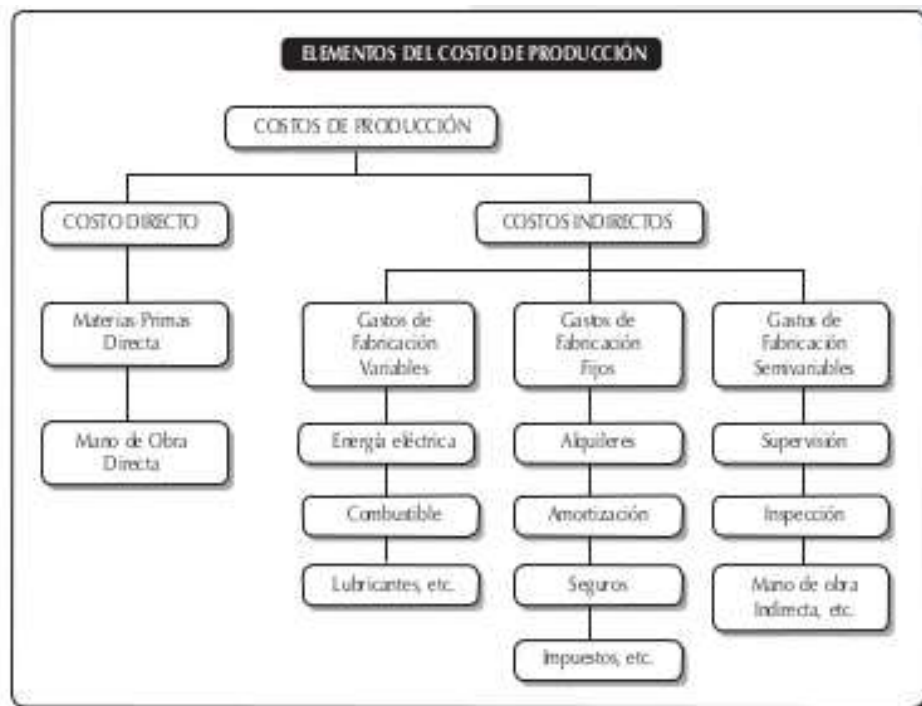 ELEMENTOS DEL COSTO DE PRODUCCIÓN
COSTOS DE PRODUCCIÓN
COSTO DIRECTO
COSTOS INDIRECTOS
Materias Primas
Directa
Mano de Obra
Directa
Gastos de
Fabricación
Variables
Energía eléctrica
Combustible
Lubricantes, etc.
Gastos de
Fabricación
Fijos
Alquileres
Amortización
Seguros
Impuestos, etc.
Gastos de
Fabricación
Semivariables
Supervisión
Inspección
Mano de obra
Indirecta, etc.